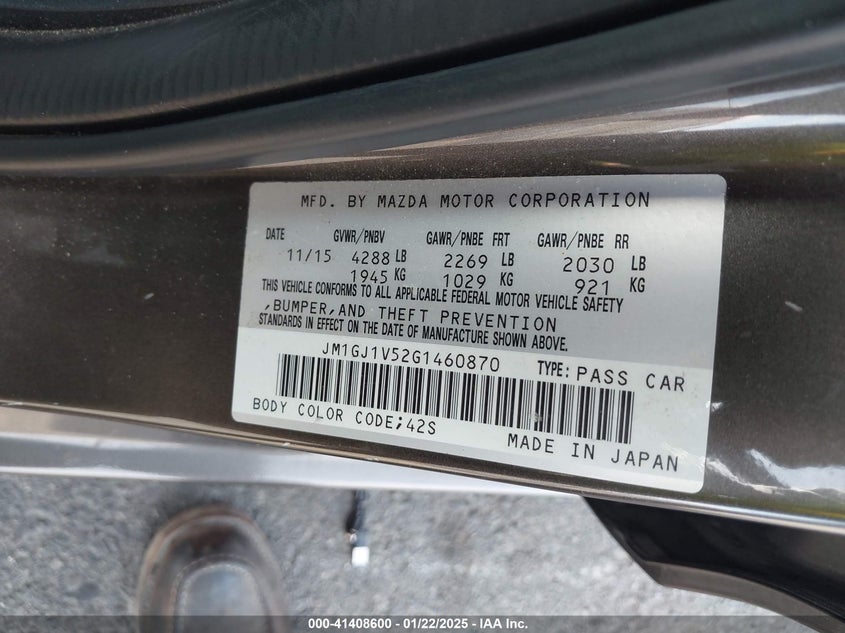 MFD. BY MAZDA MOTOR CORPORATION
DATE GVWR/PNBV GAWR/PNBE FRT GAWR/PNBE RR
11/15 4288 LB 2269 LB 2030 LB
1945 KG 1029 KG 921 KG
THIS VEHICLE CONFORMS TO ALL APPLICABLE FEDERAL MOTOR VEHICLE SAFETY
,BUMPER,AND THEFT PREVENTION
STANDARDS IN EFFECT ON THE DATE OF MANUFACTURE SHOWN ABOVE.
JM1GJ1V52G1460870 TYPE: PASS CAR
BODY COLOR CODE;42S
MADE IN JAPAN
000-41408600 - 01/22/2025 - IAA Inc.